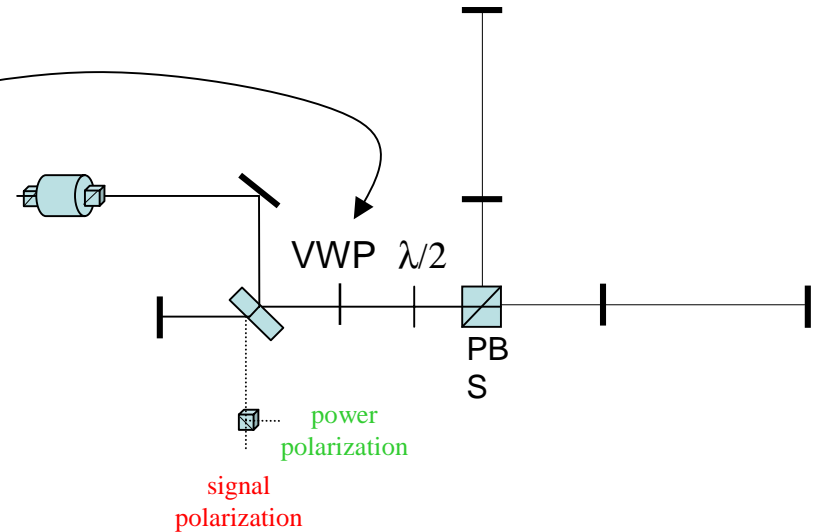 VWP λ/2
PB
S
power
polarization
signal
polarization